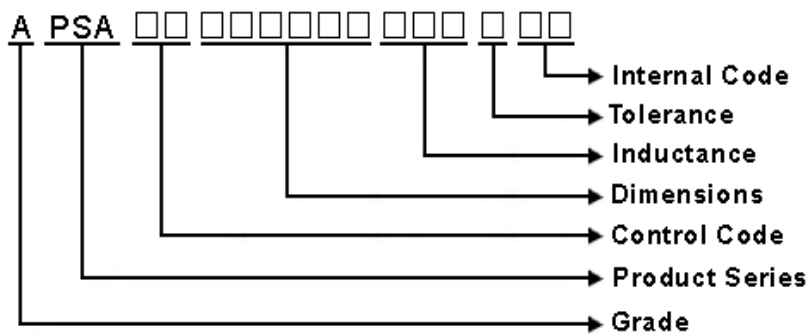 A PSA □□ □□□□□□ □□□ □ □□
Internal Code
Tolerance
Inductance
Dimensions
Control Code
Product Series
Grade